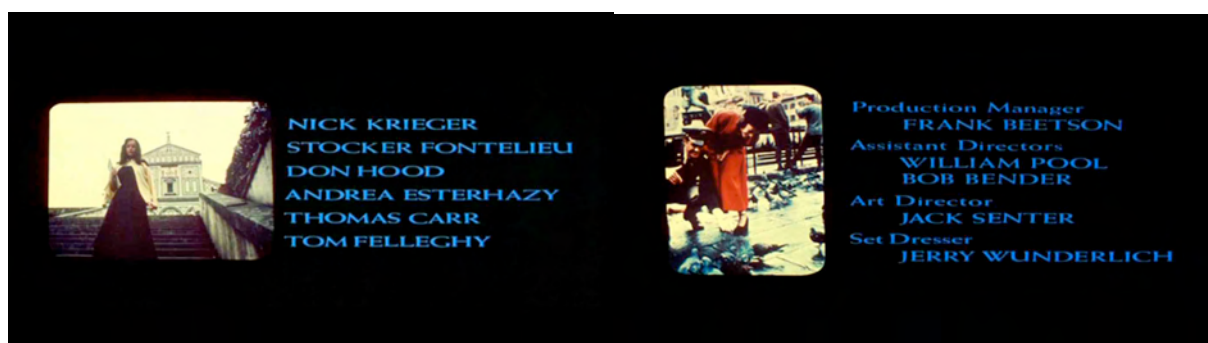 NICK KRIEGER
STOCKER FONTELIEU
DON HOOD
ANDREA ESTERHAZY
THOMAS CARR
TOM FELLEGHY
Production Manager
FRANK BEETSON
Assistant Directors
WILLIAM POOL
BOB BENDER
Art Director
JACK SENTER
Set Dresser
JERRY WUNDERLICH